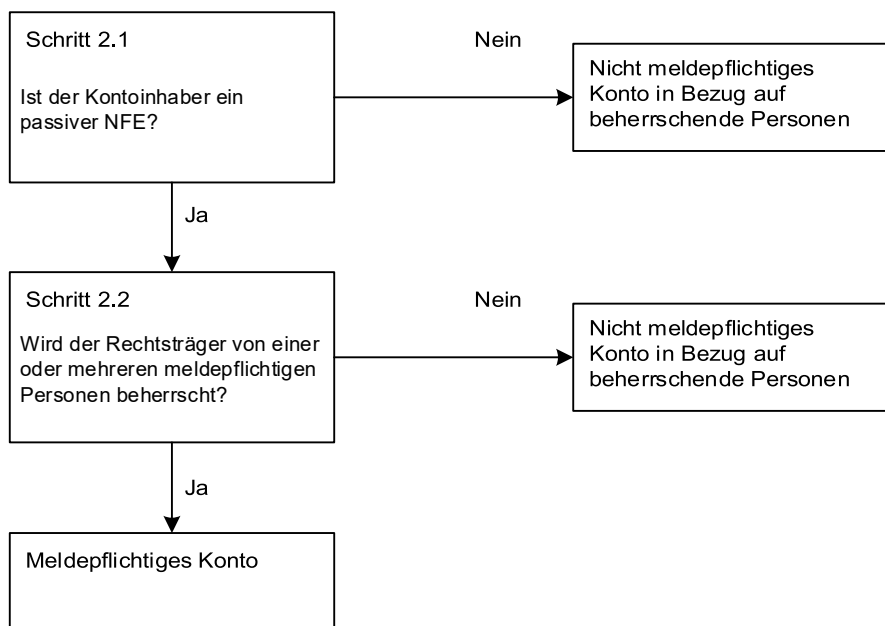 Schritt 2.1
Ist der Kontoinhaber ein
passiver NFE?
Nein
Nicht meldepflichtiges
Konto in Bezug auf
beherrschende Personen
Ja
Schritt 2.2
Wird der Rechtsträger von einer
oder mehreren meldepflichtigen
Personen beherrscht?
Nein
Nicht meldepflichtiges
Konto in Bezug auf
beherrschende Personen
Ja
Meldepflichtiges Konto